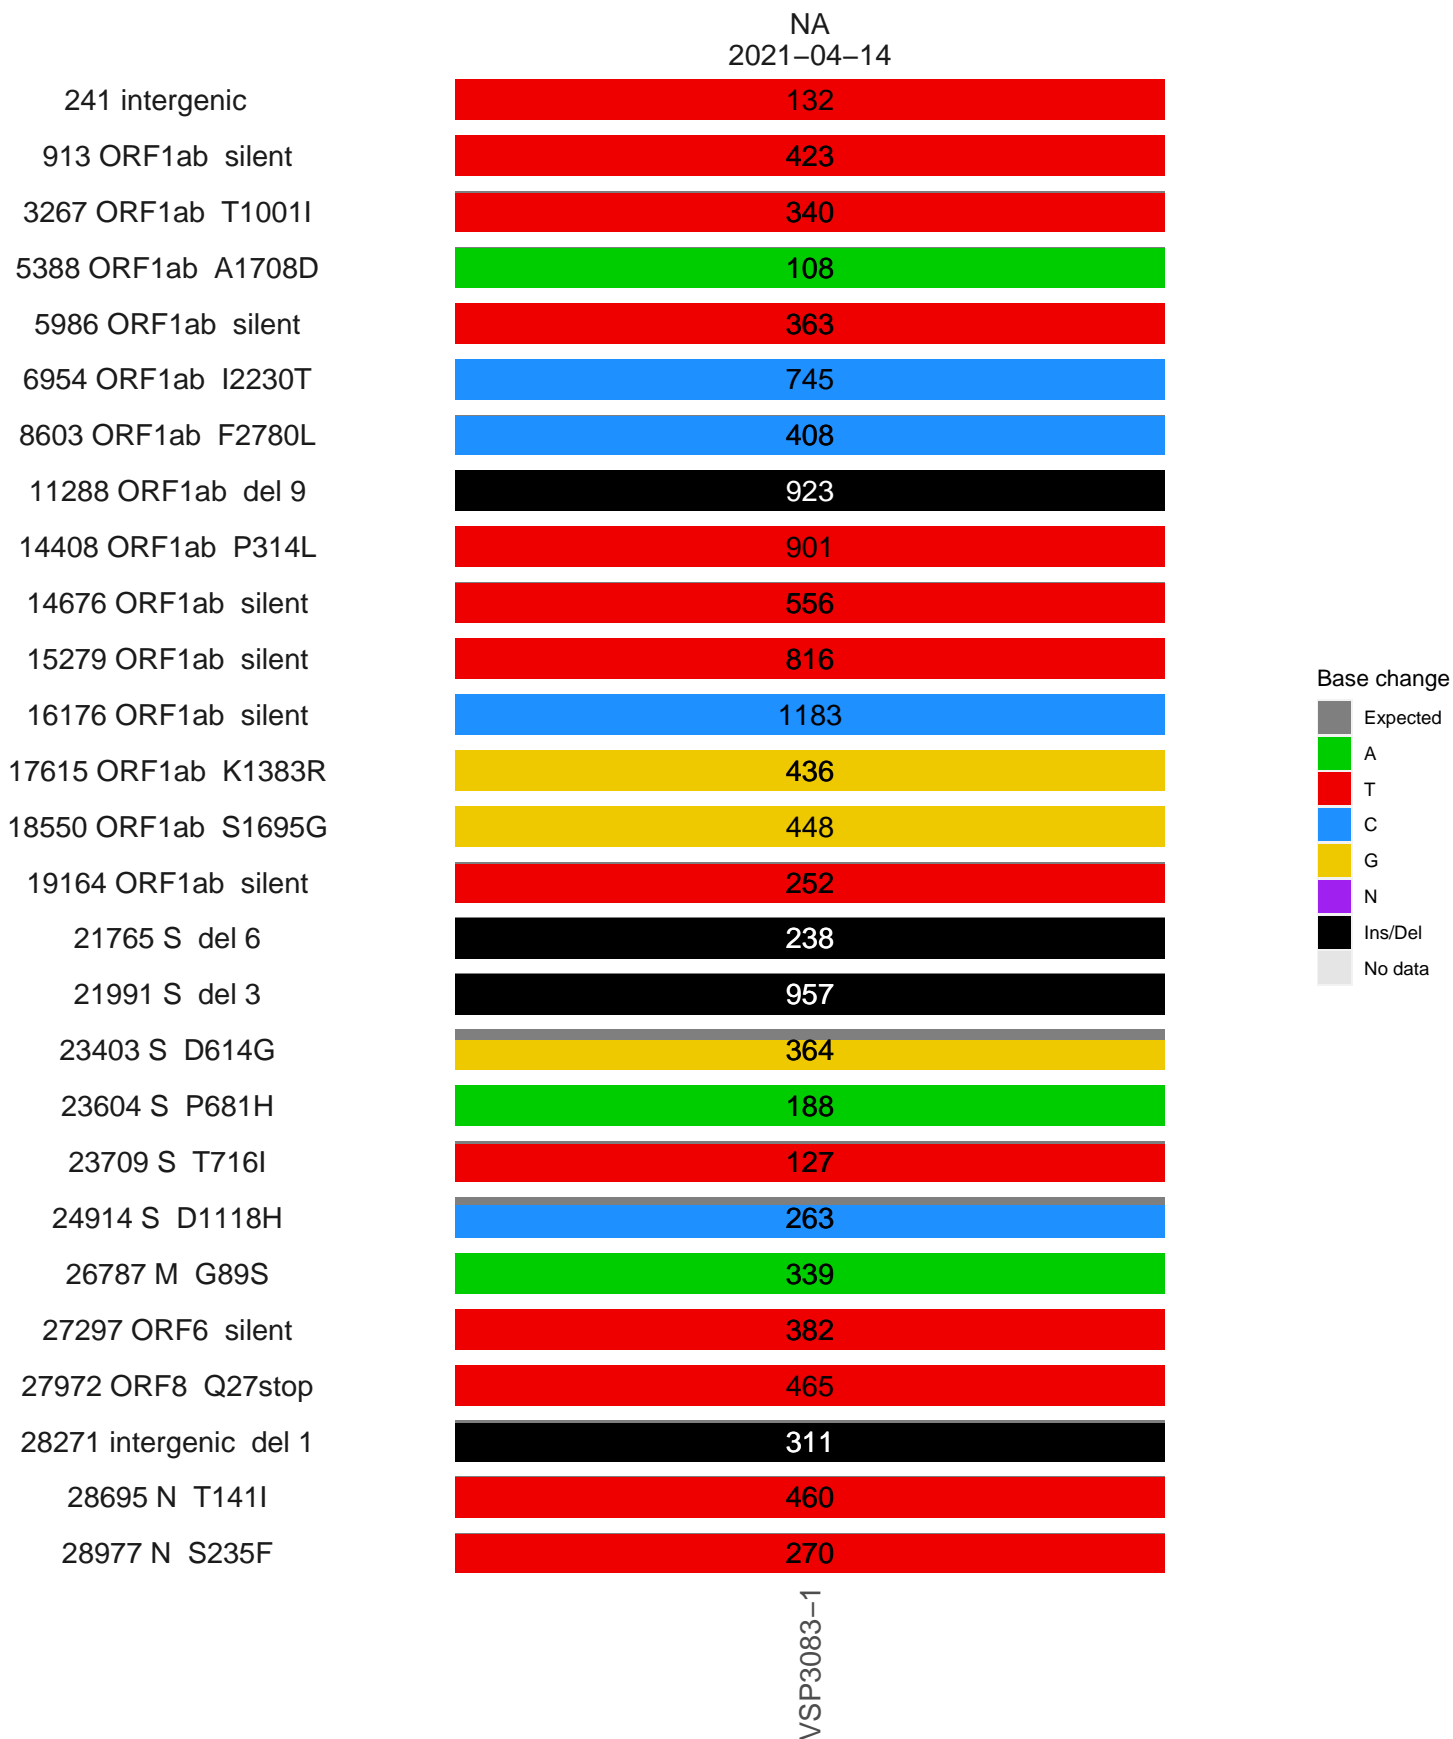 NA
2021−04−14
241 intergenic 132
913 ORF1ab silent 423
3267 ORF1ab T1001I 340
5388 ORF1ab A1708D 108
5986 ORF1ab silent 363
6954 ORF1ab I2230T 745
8603 ORF1ab F2780L 408
11288 ORF1ab del 9 923
14408 ORF1ab P314L 901
14676 ORF1ab silent 556
15279 ORF1ab silent 816
16176 ORF1ab silent 1183
17615 ORF1ab K1383R 436
18550 ORF1ab S1695G 448
19164 ORF1ab silent 252
21765 S del 6 238
21991 S del 3 957
23403 S D614G 364
23604 S P681H 188
23709 S T716I 127
24914 S D1118H 263
26787 M G89S 339
27297 ORF6 silent 382
27972 ORF8 Q27stop 465
28271 intergenic del 1 311
28695 N T141I 460
28977 N S235F 270
VSP3083−1
Base change
Expected
A
T
C
G
N
Ins/Del
No data